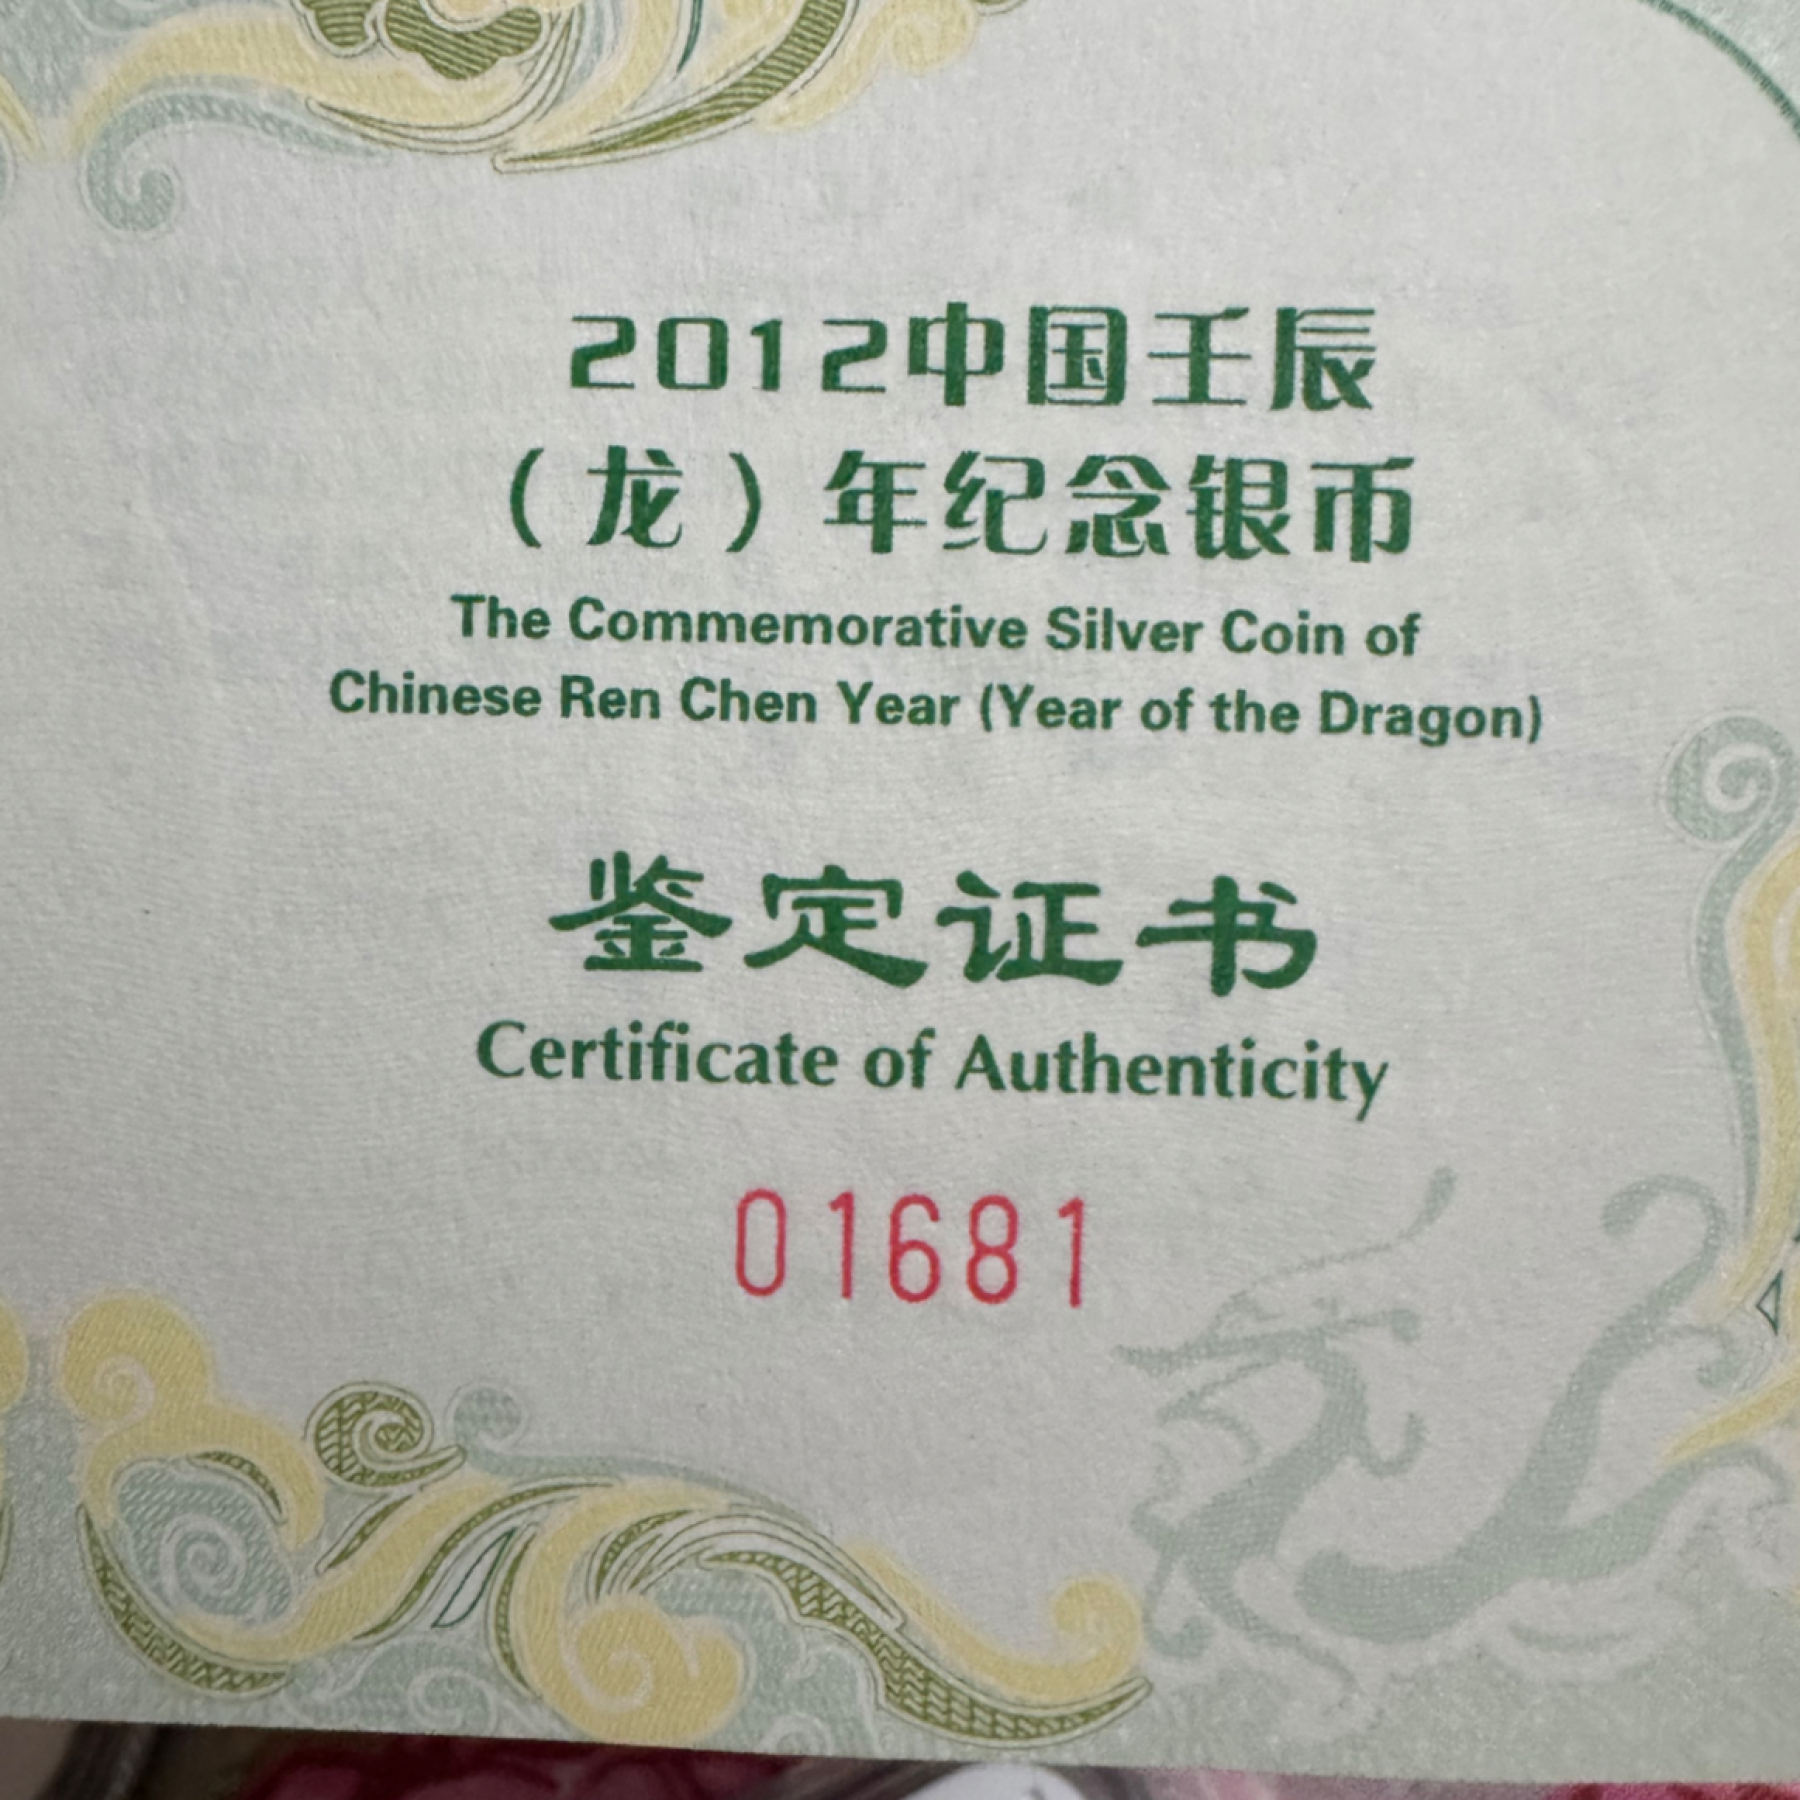 2012中国壬辰
（龙）年纪念银币
The Commemorative Silver Coin of
Chinese Ren Chen Year (Year of the Dragon)
鉴定证书
Certificate of Authenticity
01681